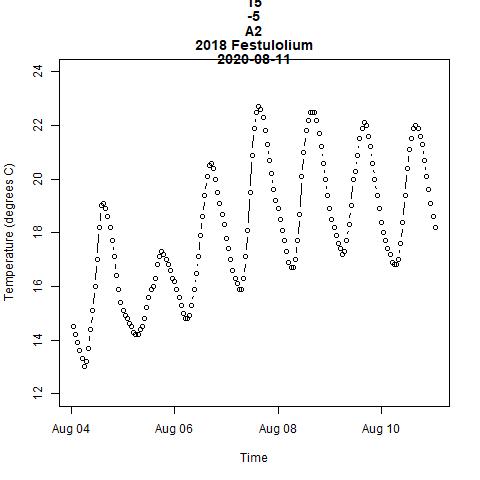 15
-5
A2
2018 Festulolium
2020-08-11
Temperature (degrees C)
24
22
20
18
16
14
12
Aug 04
Aug 06
Aug 08
Aug 10
Time